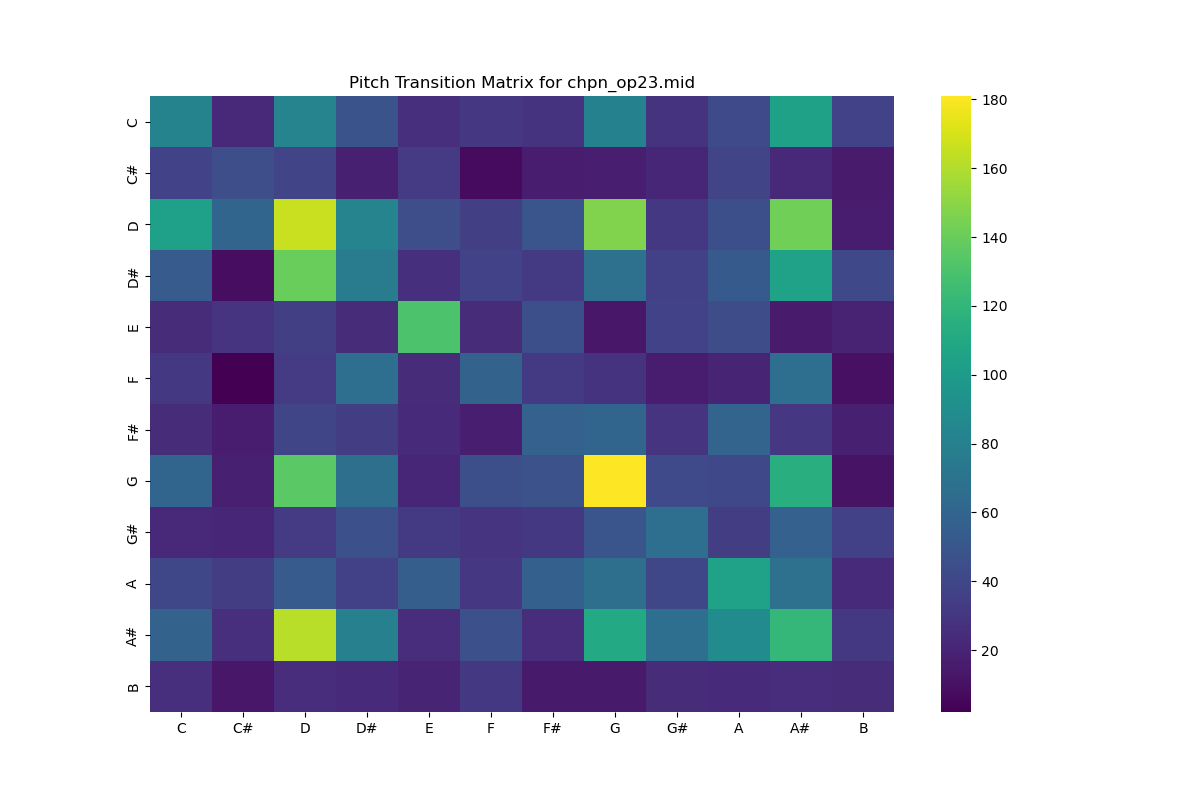 Pitch Transition Matrix for chpn_op23.mid
C
C#
D
D#
E
F
F#
G
G#
A
A#
B
C C# D D# E F F# G G# A A# B
180
160
140
120
100
80
60
40
20